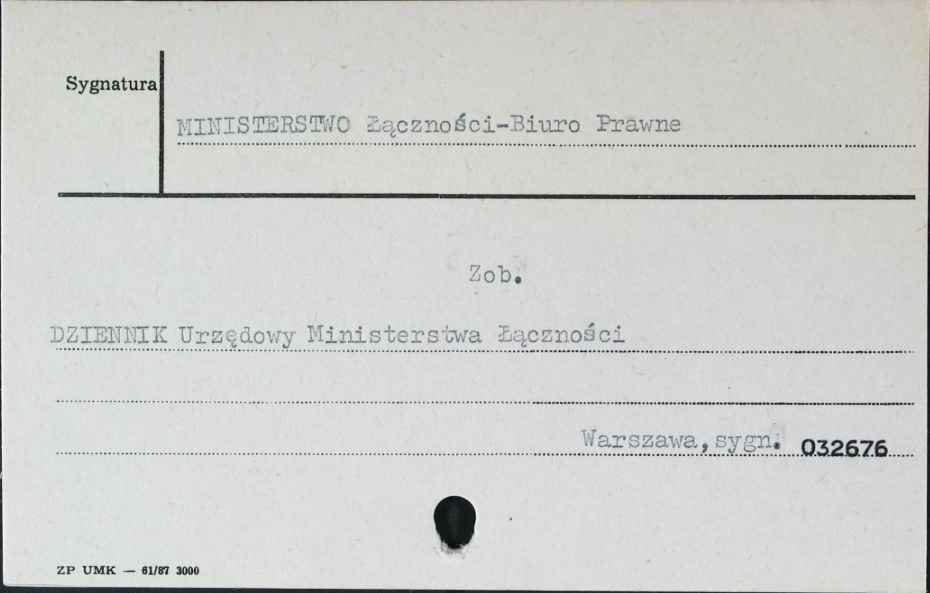 Sygnatura
MINISTERSTWO Łączności-Biuro Prawne
Zob.
DZIENNIK Urzędowy Ministerstwa Łączności
Warszawa,sygn. 032676
ZP UMK — 61/87 3000